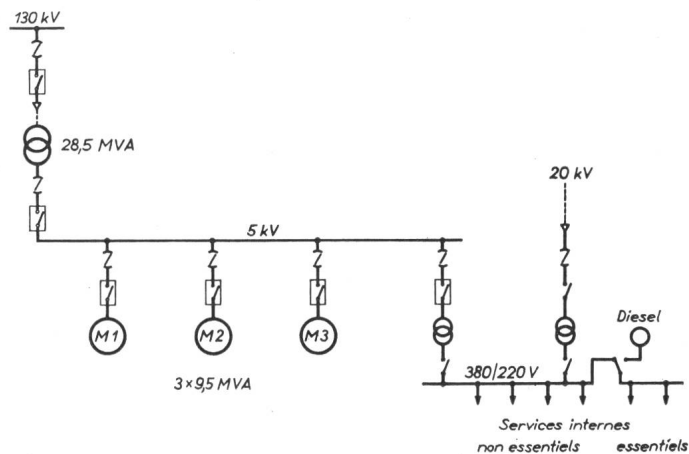 130 kV
28,5 MVA
20 kV
5 kV
Diesel
M1 M2 M3
380/220 V
3×9,5 MVA
Services internes
non essentiels essentiels